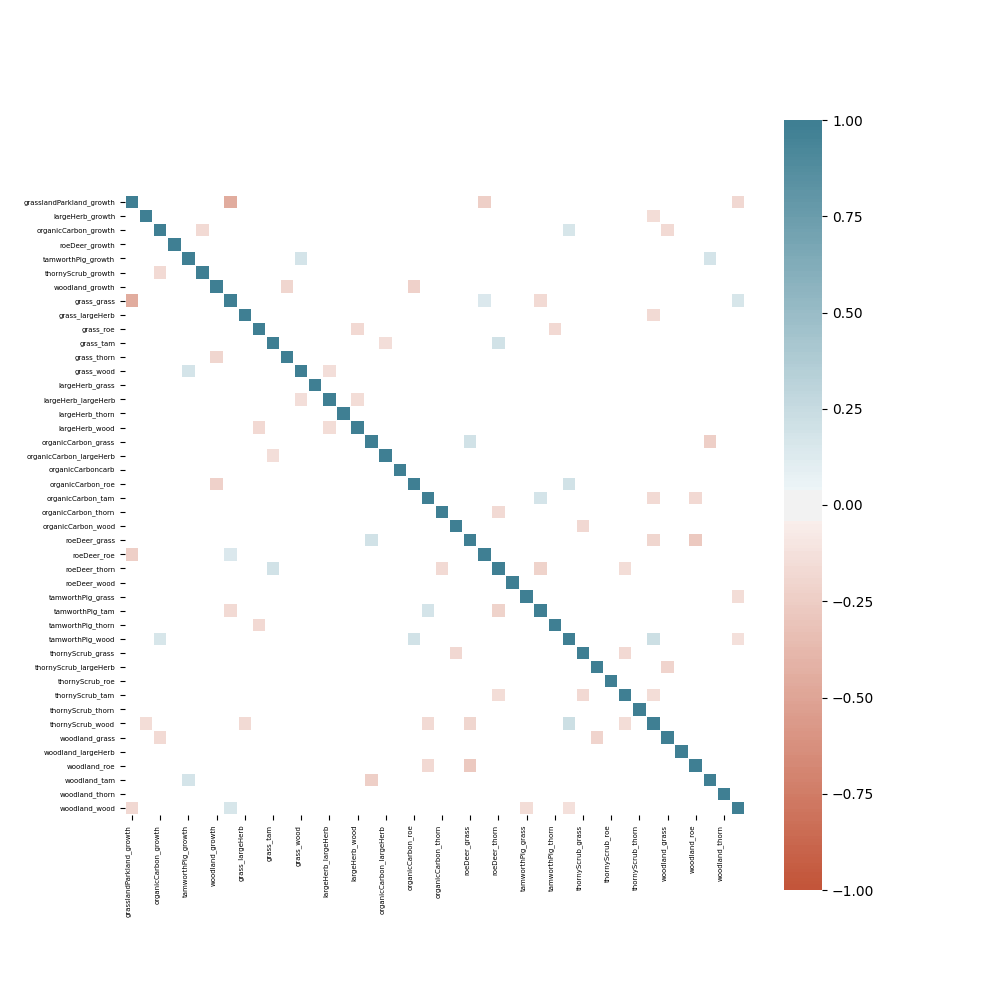 grasslandParkland_growth
largeHerb_growth
organicCarbon_growth
roeDeer_growth
tamworthPig_growth
thornyScrub_growth
woodland_growth
grass_grass
grass_largeHerb
grass_roe
grass_tam
grass_thorn
grass_wood
largeHerb_grass
largeHerb_largeHerb
largeHerb_thorn
largeHerb_wood
organicCarbon_grass
organicCarbon_largeHerb
organicCarboncarb
organicCarbon_roe
organicCarbon_tam
organicCarbon_thorn
organicCarbon_wood
roeDeer_grass
roeDeer_roe
roeDeer_thorn
roeDeer_wood
tamworthPig_grass
tamworthPig_tam
tamworthPig_thorn
tamworthPig_wood
thornyScrub_grass
thornyScrub_largeHerb
thornyScrub_roe
thornyScrub_tam
thornyScrub_thorn
thornyScrub_wood
woodland_grass
woodland_largeHerb
woodland_roe
woodland_tam
woodland_thorn
woodland_wood
grasslandParkland_growth
organicCarbon_growth
tamworthPig_growth
woodland_growth
grass_largeHerb
grass_tam
grass_wood
largeHerb_largeHerb
largeHerb_wood
organicCarbon_largeHerb
organicCarbon_roe
organicCarbon_thorn
roeDeer_grass
roeDeer_thorn
tamworthPig_grass
tamworthPig_thorn
thornyScrub_grass
thornyScrub_roe
thornyScrub_thorn
woodland_grass
woodland_roe
woodland_thorn
1.00
0.75
0.50
0.25
0.00
−0.25
−0.50
−0.75
−1.00